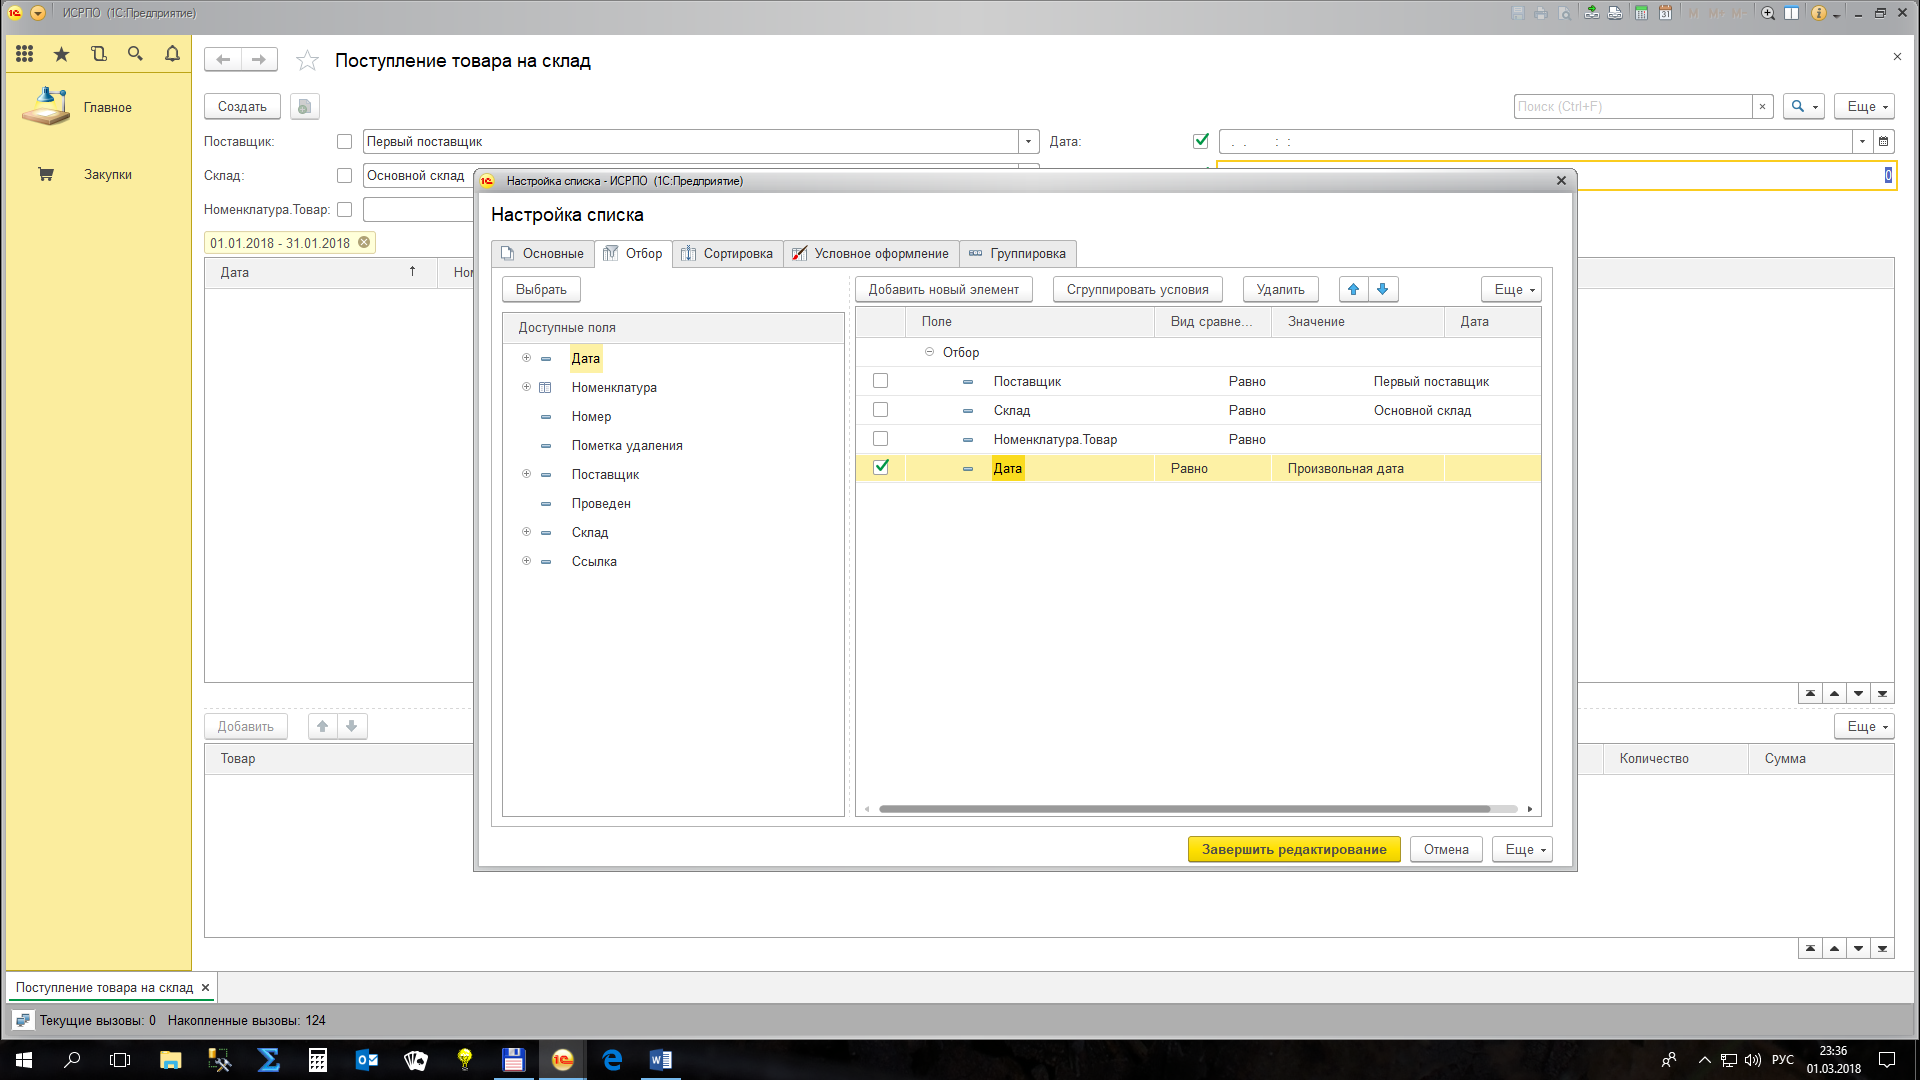 ИСРПО (1С:Предприятие)
M M+ M-
Главное
Закупки
Поступление товара на склад
Создать
Поиск (Ctrl+F)
Еще
Поставщик:
Первый поставщик
Дата:
. . : :
Склад:
Основной склад
0
Номенклатура.Товар:
01.01.2018 - 31.01.2018
Дата
Ном
Настройка списка - ИСРПО (1С:Предприятие)
Настройка списка
Основные
Отбор
Сортировка
Условное оформление
Группировка
Выбрать
Добавить новый элемент
Сгруппировать условия
Удалить
Еще
Доступные поля
Дата
Номенклатура
Номер
Пометка удаления
Поставщик
Проведен
Склад
Ссылка
Поле
Вид сравне...
Значение
Дата
Отбор
Поставщик Равно Первый поставщик
Склад Равно Основной склад
Номенклатура.Товар Равно
Дата Равно Произвольная дата
Завершить редактирование
Отмена
Еще
Добавить
Еще
Товар
Количество
Сумма
Поступление товара на склад
Текущие вызовы: 0 Накопленные вызовы: 124
РУС
23:36
01.03.2018